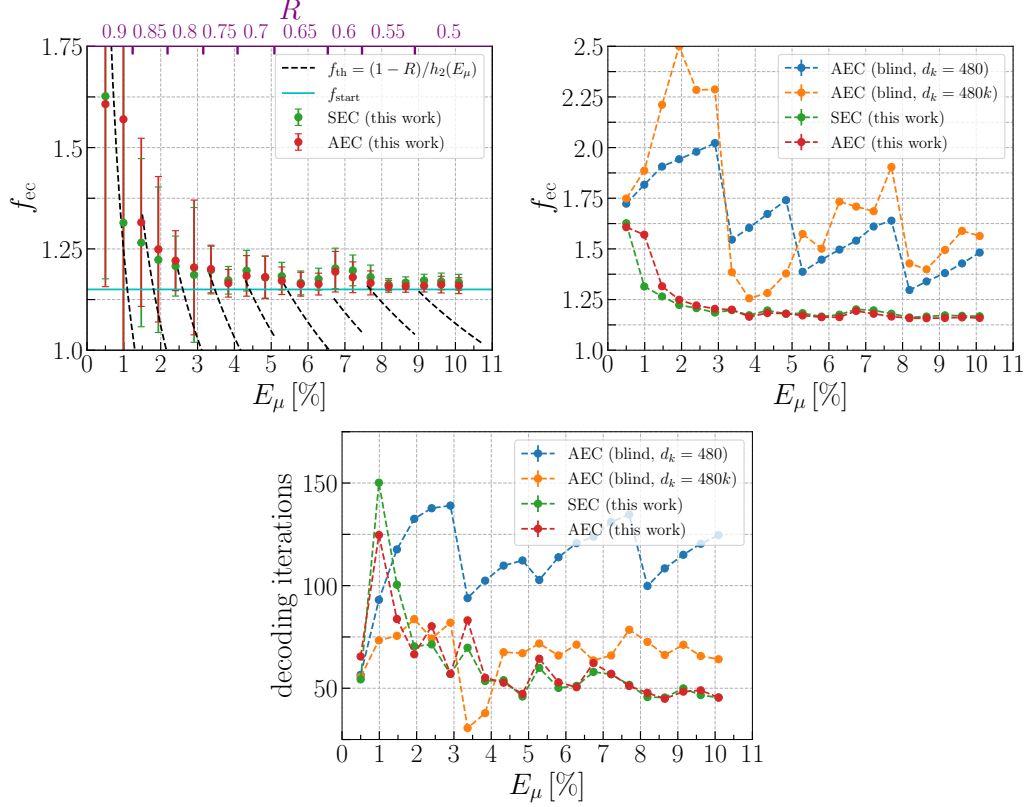 R
0.9 0.85 0.8 0.75 0.7 0.65 0.6 0.55 0.5
1.75
1.5
1.25
1.0
f_ec
f_th = (1 − R)/h_2(E_μ)
f_start
SEC (this work)
AEC (this work)
0 1 2 3 4 5 6 7 8 9 10 11
E_μ [%]
2.5
2.25
2.0
1.75
1.5
1.25
1.0
f_ec
AEC (blind, d_k = 480)
AEC (blind, d_k = 480k)
SEC (this work)
AEC (this work)
0 1 2 3 4 5 6 7 8 9 10 11
E_μ [%]
150
100
50
decoding iterations
AEC (blind, d_k = 480)
AEC (blind, d_k = 480k)
SEC (this work)
AEC (this work)
0 1 2 3 4 5 6 7 8 9 10 11
E_μ [%]